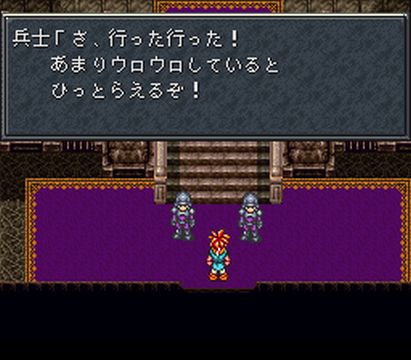 兵士「さ、行った行った！
あまりウロウロしていると
ひっとらえるぞ！